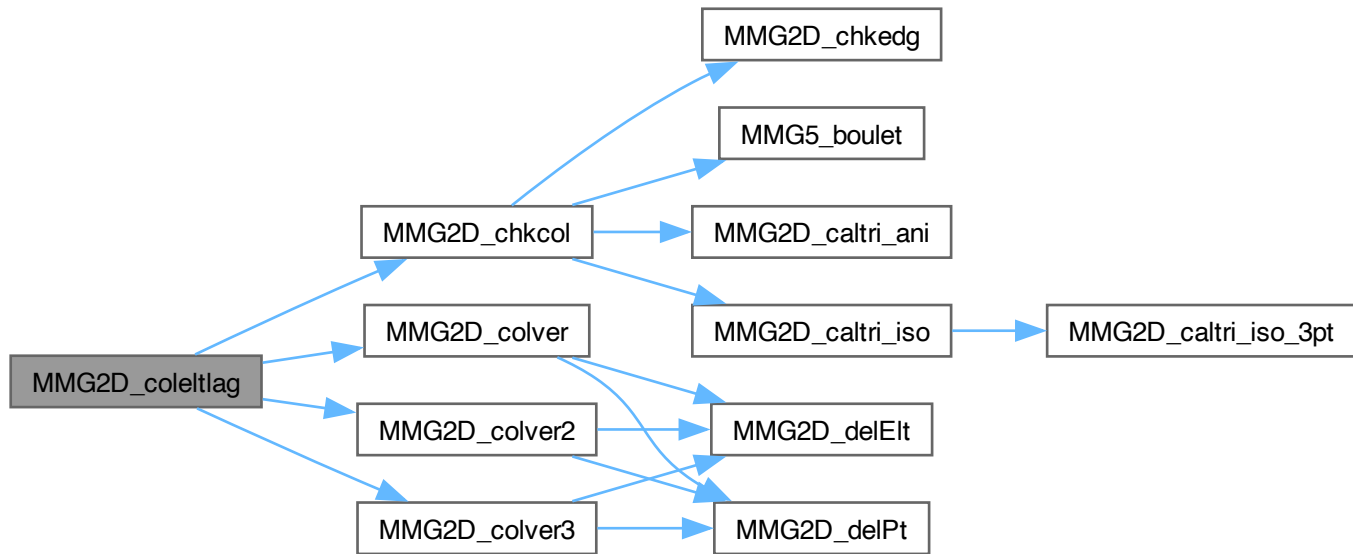 MMG2D_chkedg
MMG5_boulet
MMG2D_chkcol
MMG2D_caltri_ani
MMG2D_colver
MMG2D_caltri_iso
MMG2D_caltri_iso_3pt
MMG2D_coleltlag
MMG2D_colver2
MMG2D_delElt
MMG2D_colver3
MMG2D_delPt